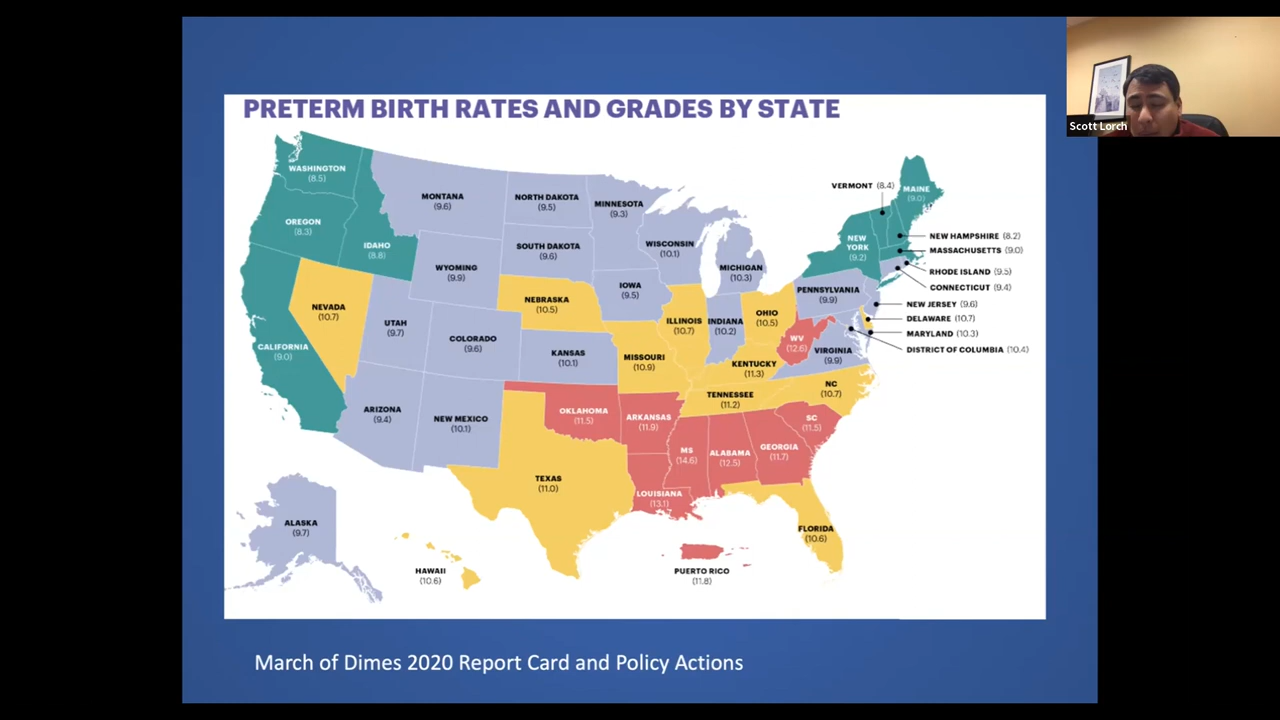 PRETERM BIRTH RATES AND GRADES BY STATE
Scott Lorch
WASHINGTON
(8.5)
OREGON
(8.3)
IDAHO
(8.8)
MONTANA
(9.6)
NORTH DAKOTA
(9.5)
MINNESOTA
(9.3)
SOUTH DAKOTA
(9.6)
WISCONSIN
(10.1)
MICHIGAN
(10.3)
WYOMING
(9.9)
IOWA
(9.5)
NEBRASKA
(10.5)
NEVADA
(10.7)
UTAH
(9.7)
COLORADO
(9.6)
KANSAS
(10.1)
CALIFORNIA
(9.0)
ARIZONA
(9.4)
NEW MEXICO
(10.1)
OKLAHOMA
(11.5)
TEXAS
(11.0)
MISSOURI
(10.9)
ARKANSAS
(11.9)
LOUISIANA
(13.1)
ILLINOIS
(10.7)
INDIANA
(10.2)
OHIO
(10.5)
KENTUCKY
(11.3)
TENNESSEE
(11.2)
MS
(14.6)
ALABAMA
(12.5)
GEORGIA
(11.7)
SC
(11.5)
NC
(10.7)
WV
(12.6)
VIRGINIA
(9.9)
PENNSYLVANIA
(9.9)
NEW
YORK
(9.2)
VERMONT (8.4)
MAINE
(9.0)
NEW HAMPSHIRE (8.2)
MASSACHUSETTS (9.0)
RHODE ISLAND (9.5)
CONNECTICUT (9.4)
NEW JERSEY (9.6)
DELAWARE (10.7)
MARYLAND (10.3)
DISTRICT OF COLUMBIA (10.4)
FLORIDA
(10.6)
ALASKA
(9.7)
HAWAII
(10.6)
PUERTO RICO
(11.8)
March of Dimes 2020 Report Card and Policy Actions